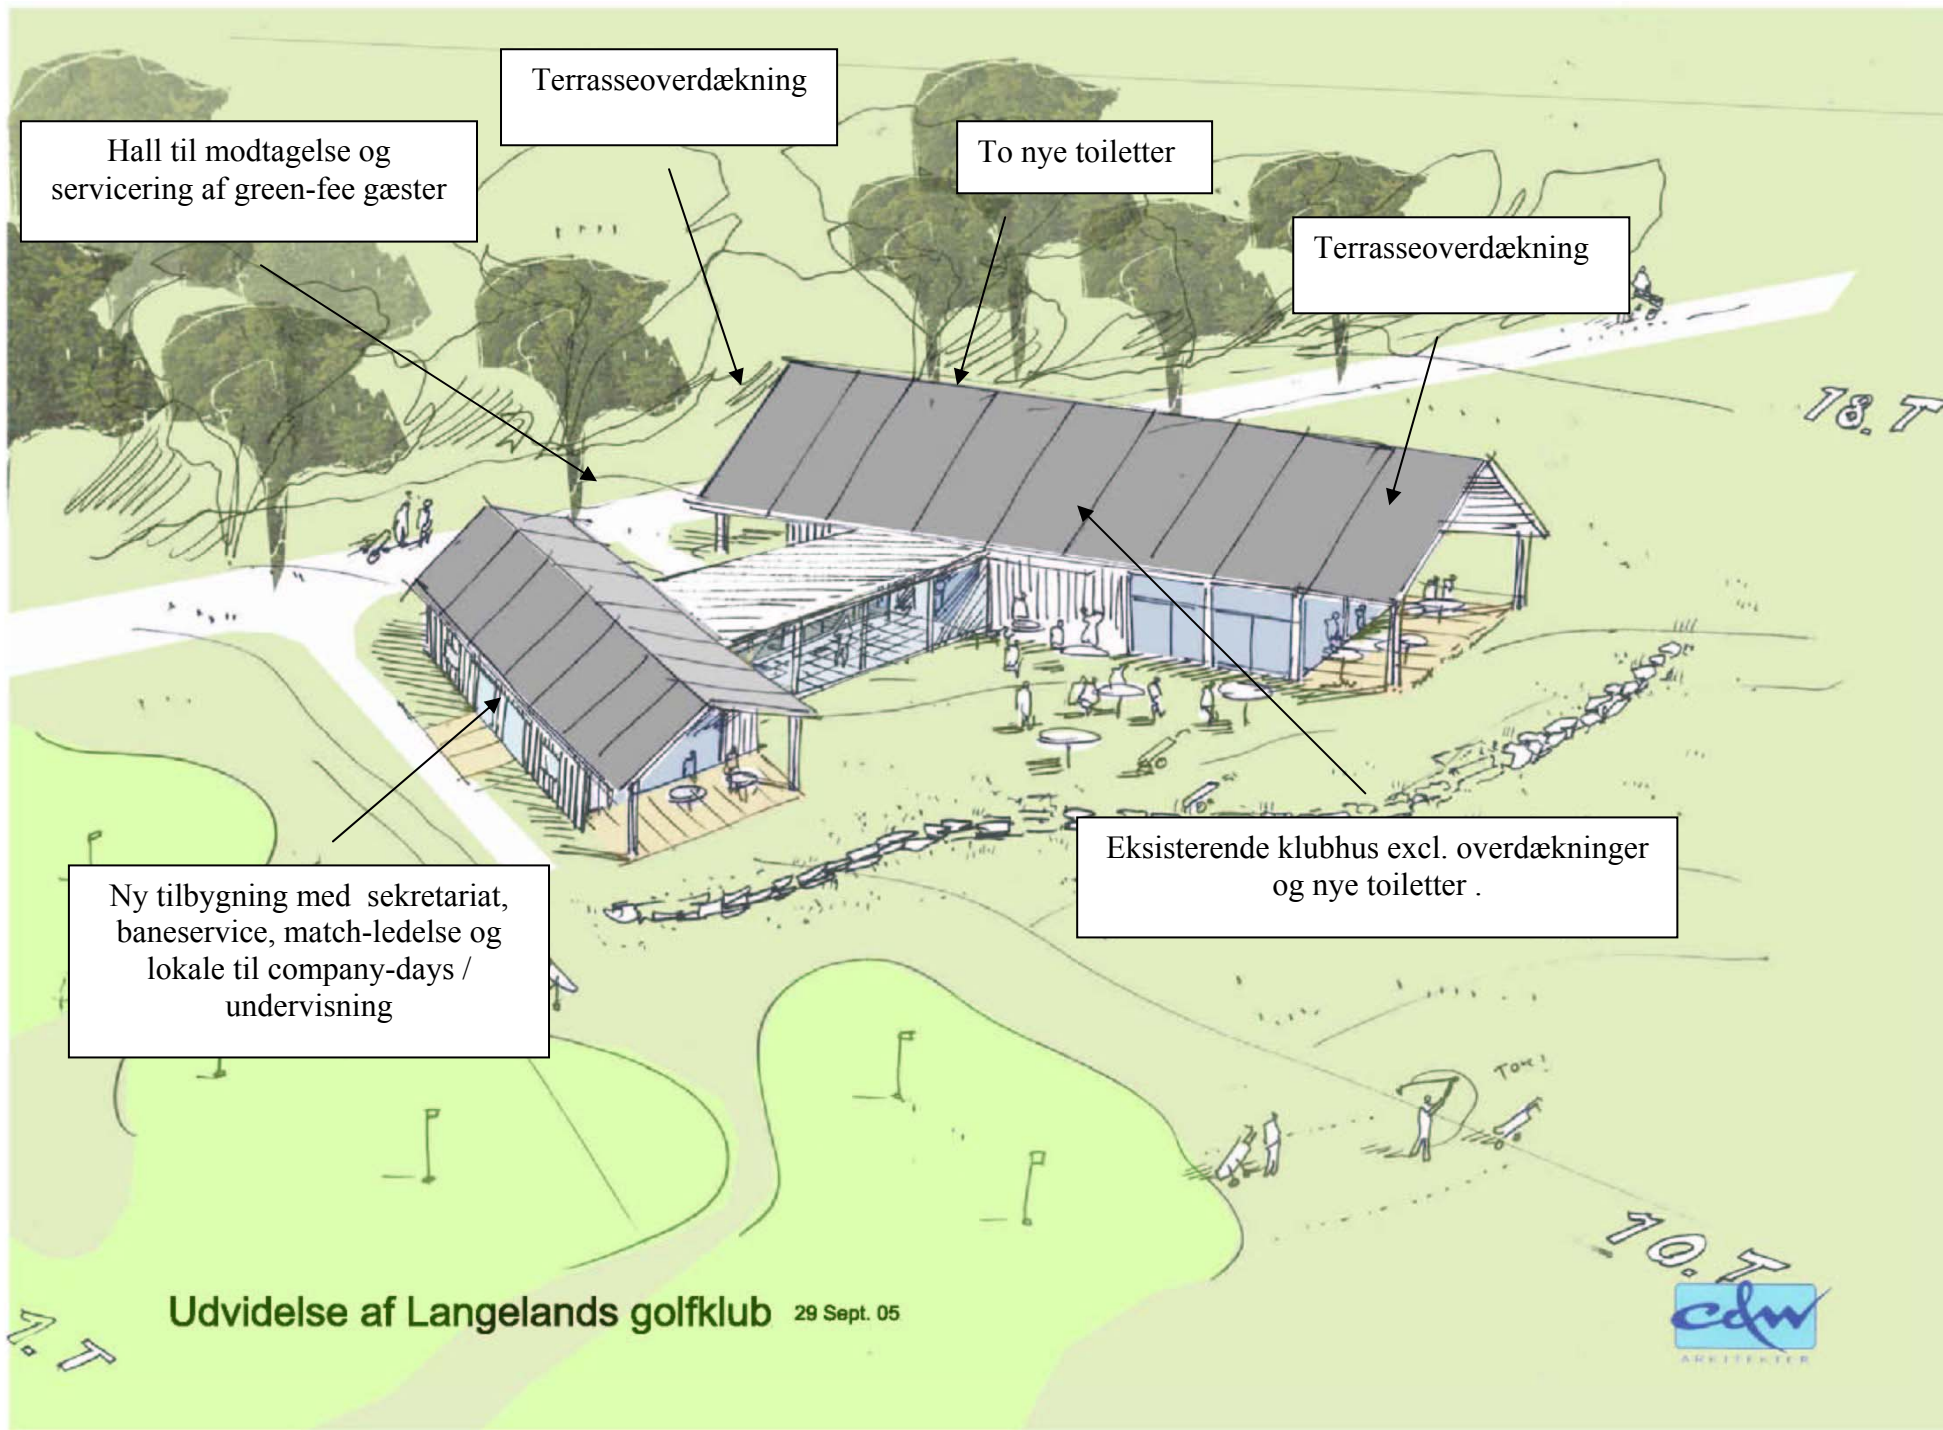 Terrasseoverdækning
Hall til modtagelse og
servicering af green-fee gæster
To nye toiletter
Terrasseoverdækning
18. T
Eksisterende klubhus excl. overdækninger
og nye toiletter .
Ny tilbygning med  sekretariat,
baneservice, match-ledelse og
lokale til company-days /
undervisning
10. T
Udvidelse af Langelands golfklub 29 Sept. 05
cdw
ARKITEKTER